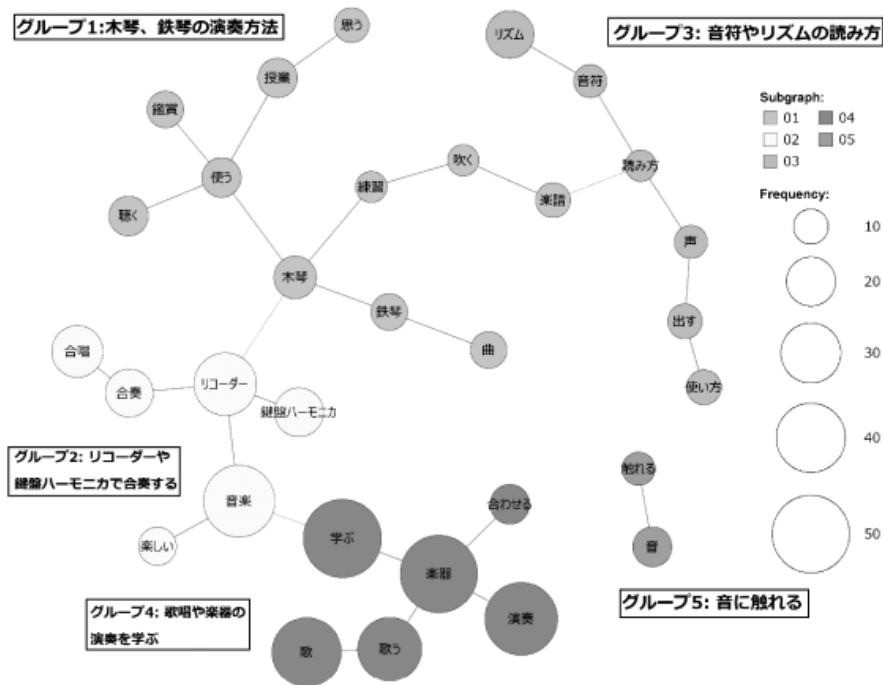 グループ1:木琴、鉄琴の演奏方法
思う
リズム
グループ3: 音符やリズムの読み方
授業
音符
鑑賞
Subgraph:
01
04
02
05
03
使う
練習
吹く
読み方
楽譜
聴く
Frequency:
10
声
木琴
20
鉄琴
出す
曲
30
合唱
合奏
リコーダー
鍵盤ハーモニカ
使い方
40
グループ2: リコーダーや
鍵盤ハーモニカで合奏する
触れる
音楽
合わせる
50
楽しい
学ぶ
音
楽器
グループ5: 音に触れる
グループ4: 歌唱や楽器の
演奏を学ぶ
演奏
歌
歌う